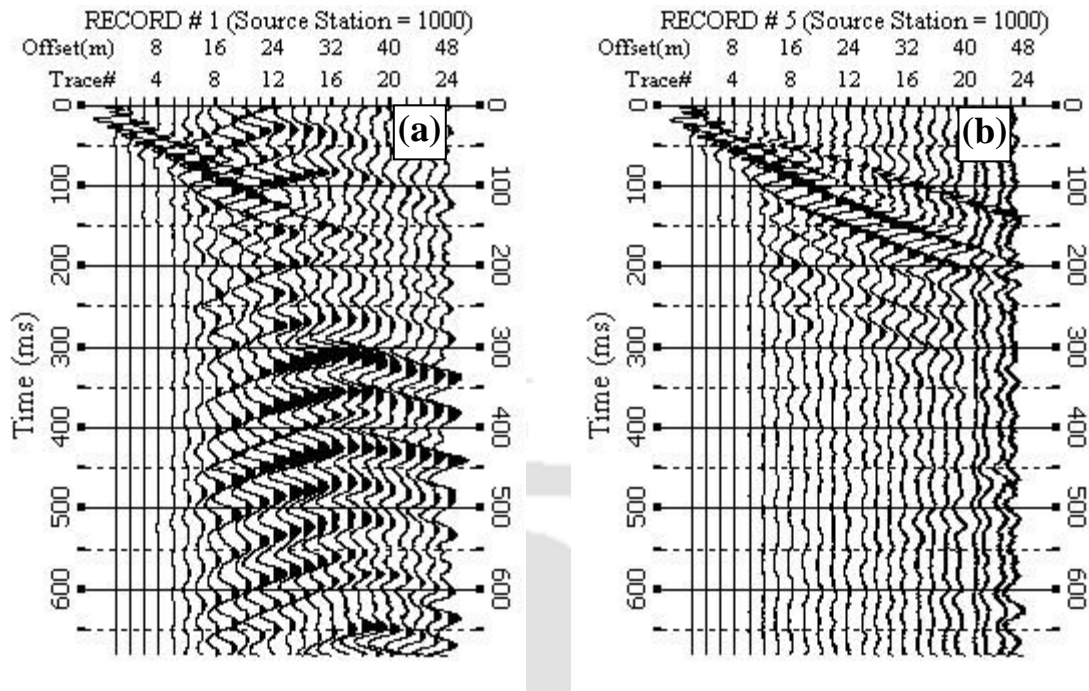 RECORD # 1 (Source Station = 1000)
Offset(m) 8 16 24 32 40 48
Trace# 4 8 12 16 20 24
(a)
0 0
100 100
200 200
300 300
400 400
500 500
600 600
Time (ms)
RECORD # 5 (Source Station = 1000)
Offset(m) 8 16 24 32 40 48
Trace# 4 8 12 16 20 24
(b)
0 0
100 100
200 200
300 300
400 400
500 500
600 600
Time (ms)